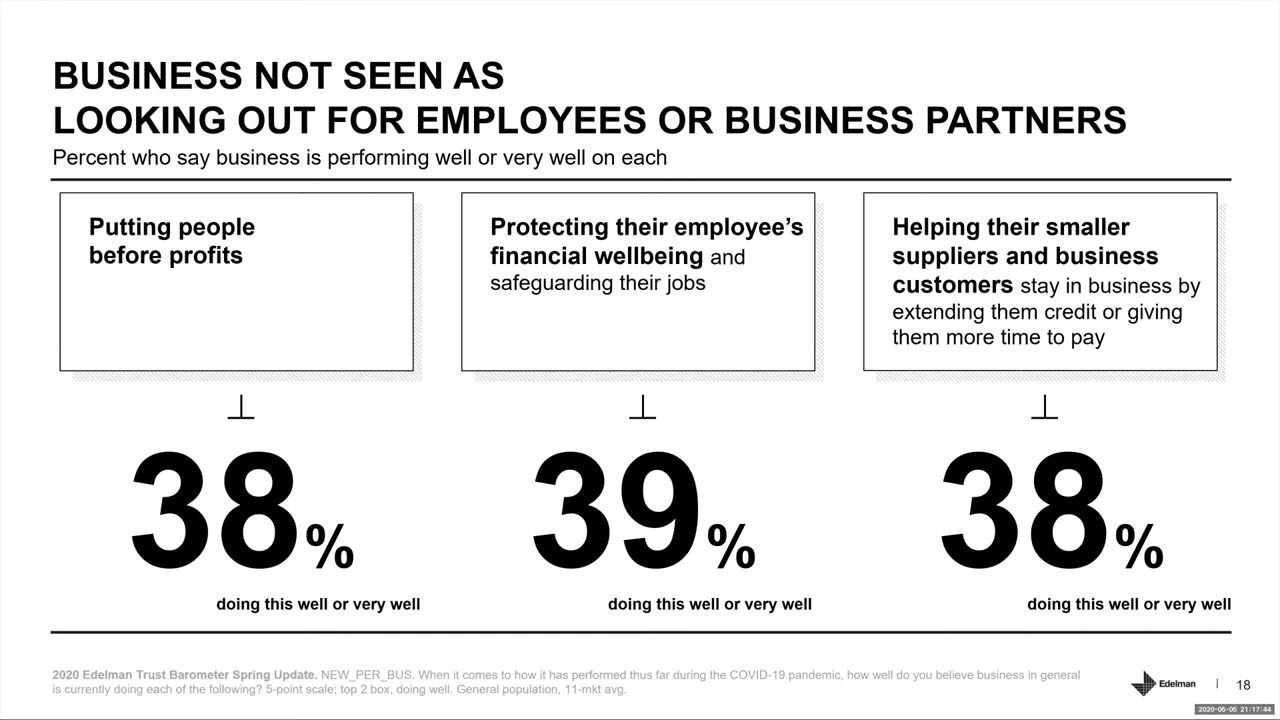 BUSINESS NOT SEEN AS
LOOKING OUT FOR EMPLOYEES OR BUSINESS PARTNERS
Percent who say business is performing well or very well on each
Putting people
before profits
Protecting their employee's
financial wellbeing and
safeguarding their jobs
Helping their smaller
suppliers and business
customers stay in business by
extending them credit or giving
them more time to pay
38%
39%
38%
doing this well or very well
doing this well or very well
doing this well or very well
2020 Edelman Trust Barometer Spring Update. NEW_PER_BUS. When it comes to how it has performed thus far during the COVID-19 pandemic, how well do you believe business in general
is currently doing each of the following? 5-point scale; top 2 box, doing well. General population, 11-mkt avg.
Edelman | 18
2020-05-05 21:17:44